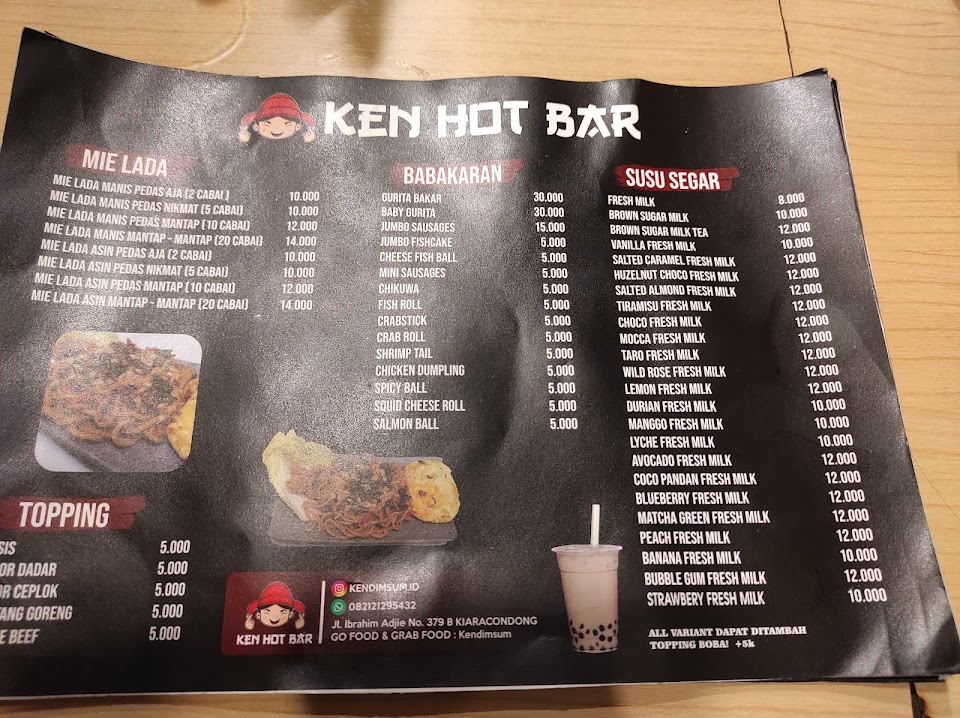 KEN HOT BAR
MIE LADA
MIE LADA MANIS PEDAS AJA (2 CABAI ) 10.000
MIE LADA MANIS PEDAS NIKMAT (5 CABAI) 10.000
MIE LADA MANIS PEDAS MANTAP (10 CABAI) 12.000
MIE LADA MANIS MANTAP - MANTAP (20 CABAI) 14.000
MIE LADA ASIN PEDAS AJA (2 CABAI) 10.000
MIE LADA ASIN PEDAS NIKMAT (5 CABAI) 10.000
MIE LADA ASIN PEDAS MANTAP (10 CABAI) 12.000
MIE LADA ASIN MANTAP - MANTAP (20 CABAI) 14.000
TOPPING
SIS 5.000
OR DADAR 5.000
OR CEPLOK 5.000
TANG GORENG 5.000
E BEEF 5.000
BABAKARAN
GURITA BAKAR 30.000
BABY GURITA 30.000
JUMBO SAUSAGES 15.000
JUMBO FISHCAKE 5.000
CHEESE FISH BALL 5.000
MINI SAUSAGES 5.000
CHIKUWA 5.000
FISH ROLL 5.000
CRABSTICK 5.000
CRAB ROLL 5.000
SHRIMP TAIL 5.000
CHICKEN DUMPLING 5.000
SPICY BALL 5.000
SQUID CHEESE ROLL 5.000
SALMON BALL 5.000
KEN HOT BAR
KENDIMSUM.ID
082121295432
Jl. Ibrahim Adjie No. 379 B KIARACONDONG
GO FOOD & GRAB FOOD : Kendimsum
SUSU SEGAR
FRESH MILK 8.000
BROWN SUGAR MILK 10.000
BROWN SUGAR MILK TEA 12.000
VANILLA FRESH MILK 10.000
SALTED CARAMEL FRESH MILK 12.000
HUZELNUT CHOCO FRESH MILK 12.000
SALTED ALMOND FRESH MILK 12.000
TIRAMISU FRESH MILK 12.000
CHOCO FRESH MILK 12.000
MOCCA FRESH MILK 12.000
TARO FRESH MILK 12.000
WILD ROSE FRESH MILK 12.000
LEMON FRESH MILK 12.000
DURIAN FRESH MILK 10.000
MANGGO FRESH MILK 10.000
LYCHE FRESH MILK 10.000
AVOCADO FRESH MILK 12.000
COCO PANDAN FRESH MILK 12.000
BLUEBERRY FRESH MILK 12.000
MATCHA GREEN FRESH MILK 12.000
PEACH FRESH MILK 12.000
BANANA FRESH MILK 10.000
BUBBLE GUM FRESH MILK 12.000
STRAWBERY FRESH MILK 10.000
ALL VARIANT DAPAT DITAMBAH
TOPPING BOBA! +5k